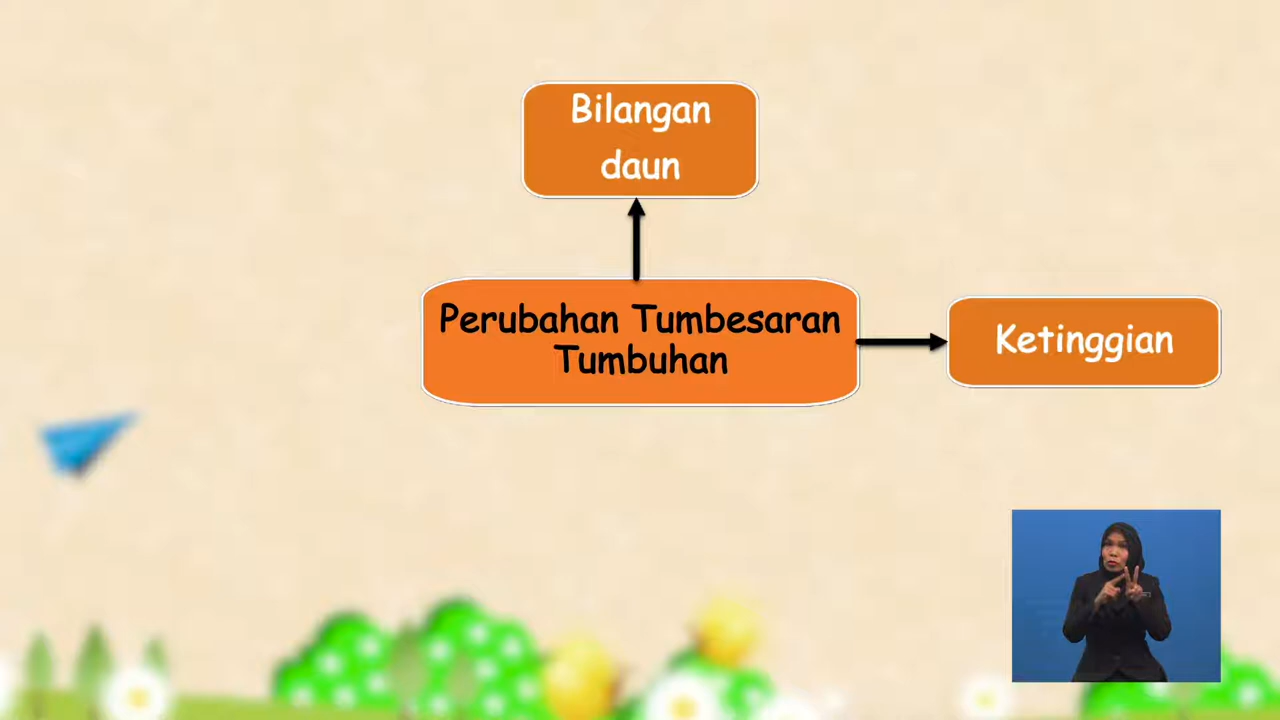 Bilangan
daun
Perubahan Tumbesaran
Tumbuhan
Ketinggian